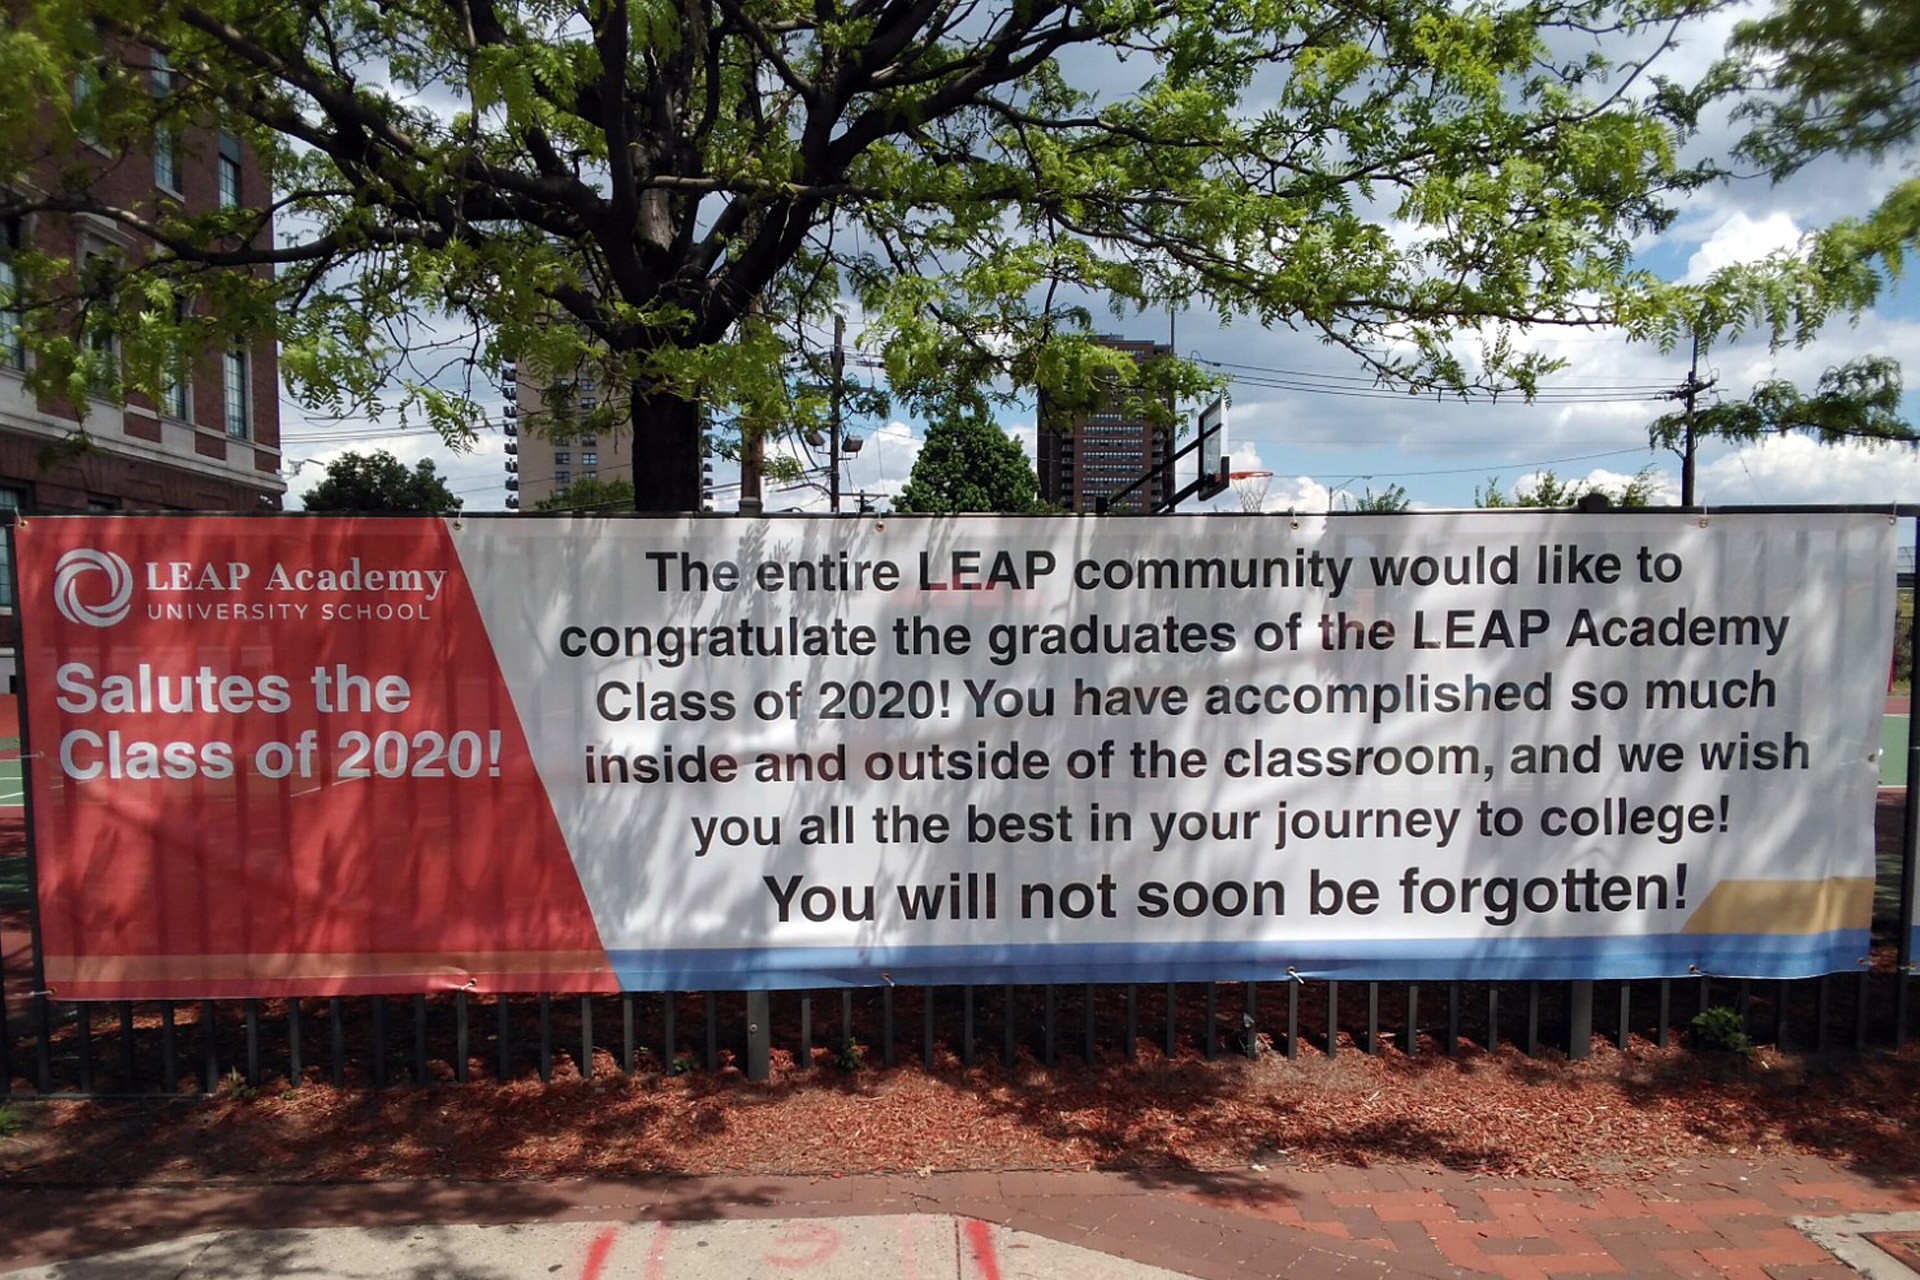 LEAP Academy
UNIVERSITY SCHOOL
Salutes the
Class of 2020!
The entire LEAP community would like to
congratulate the graduates of the LEAP Academy
Class of 2020! You have accomplished so much
inside and outside of the classroom, and we wish
you all the best in your journey to college!
You will not soon be forgotten!